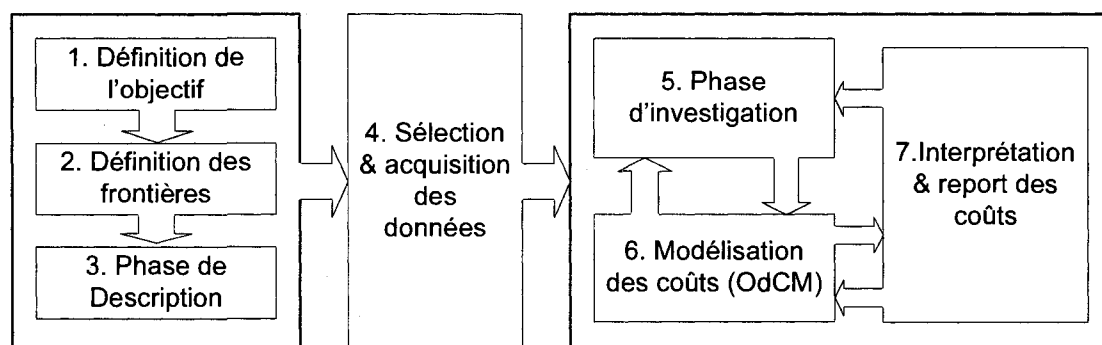 1. Définition de
l'objectif
2. Définition des
frontières
3. Phase de
Description
4. Sélection
& acquisition
des
données
5. Phase
d'investigation
6. Modélisation
des coûts (OdCM)
7.Interprétation
& report des
coûts